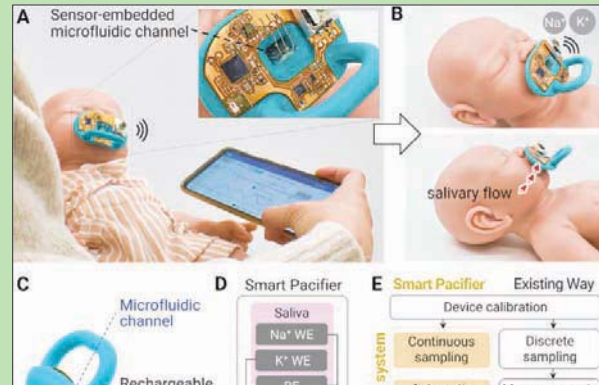 A
Sensor-embedded
microfluidic channel
B
Na⁺ K⁺
salivary flow
C
Microfluidic
channel
Rechargeable
D
Smart Pacifier
Saliva
Na⁺ WE
K⁺ WE
RE
E
Smart Pacifier Existing Way
Device calibration
system
Continuous
sampling
Discrete
sampling